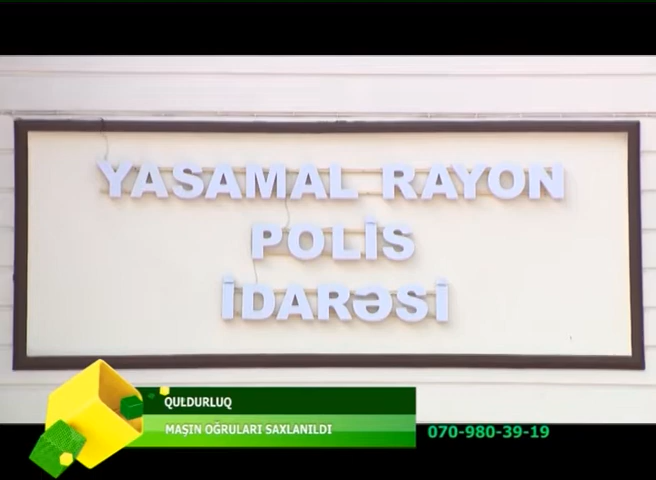 YASAMAL RAYON
POLİS
İDARƏSİ
QULDURLUQ
MAŞIN OĞRULARI SAXLANILDI
070-980-39-19